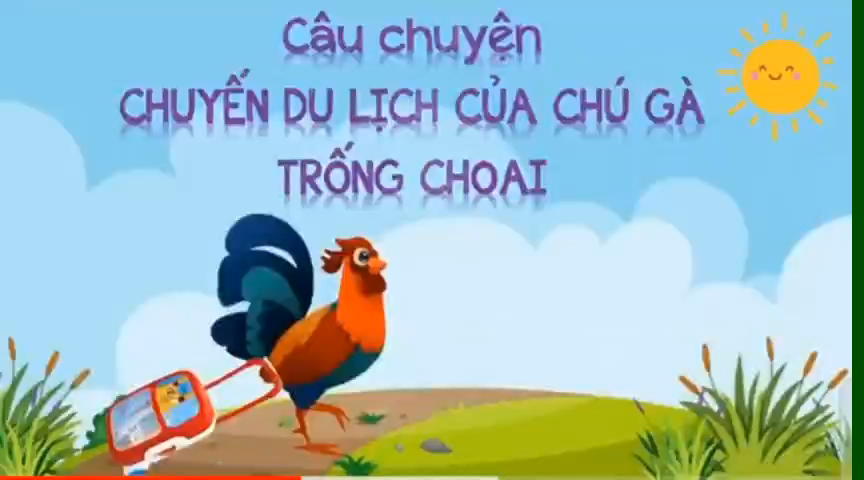 Câu chuyện
CHUYẾN DU LỊCH CỦA CHÚ GÀ
TRỐNG CHOAI